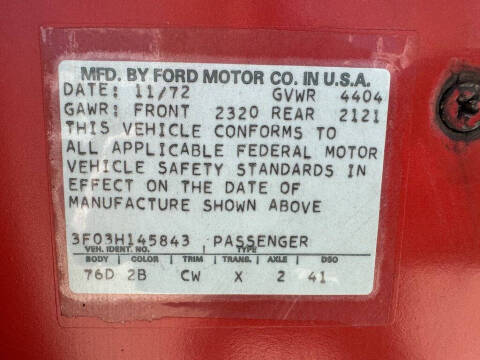 MFD. BY FORD MOTOR CO. IN U.S.A.
DATE: 11/72 GVWR 4404
GAWR: FRONT 2320 REAR 2121
THIS VEHICLE CONFORMS TO
ALL APPLICABLE FEDERAL MOTOR
VEHICLE SAFETY STANDARDS IN
EFFECT ON THE DATE OF
MANUFACTURE SHOWN ABOVE
3F03H145843 PASSENGER
VEH. IDENT. NO. TYPE
BODY COLOR TRIM TRANS. AXLE DSO
76D 2B CW X 2 41